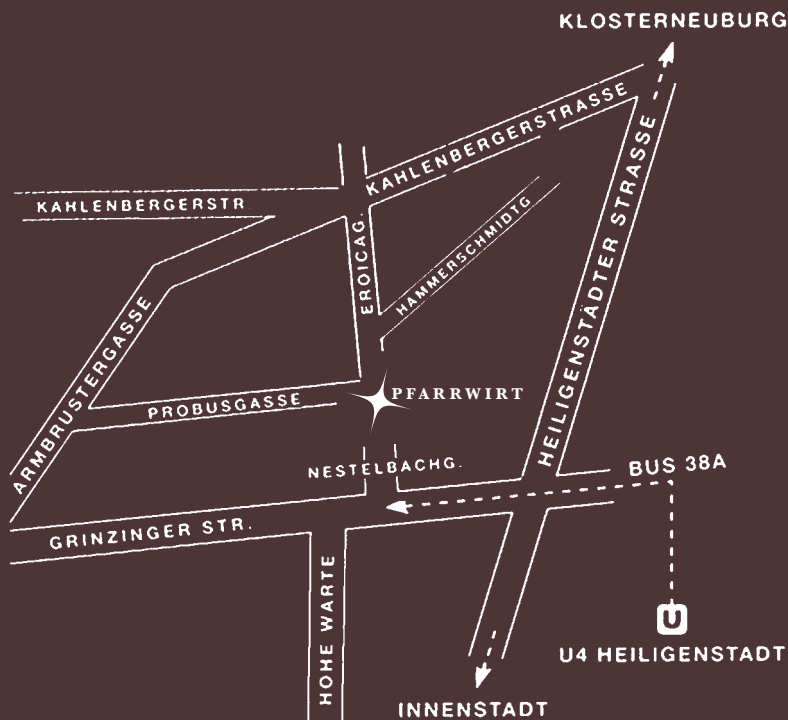 KLOSTERNEUBURG
KAHLENBERGERSTRASSE
KAHLENBERGERSTR.
EROICAG.
HAMMERSCHMIDTG
HEILIGENSTÄDTER STRASSE
ARMBRUSTERGASSE
PROBUSGASSE
PFARRWIRT
NESTELBACHG.
BUS 38A
GRINZINGER STR.
HOHE WARTE
U
U4 HEILIGENSTADT
INNENSTADT